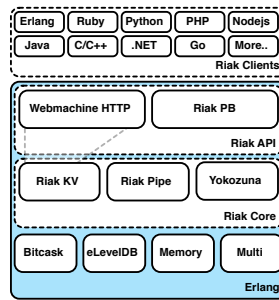 Erlang Ruby Python PHP Nodejs
Java C/C++ .NET Go More..
Riak Clients
Webmachine HTTP Riak PB
Riak API
Riak KV Riak Pipe Yokozuna
Riak Core
Bitcask eLevelDB Memory Multi
Erlang